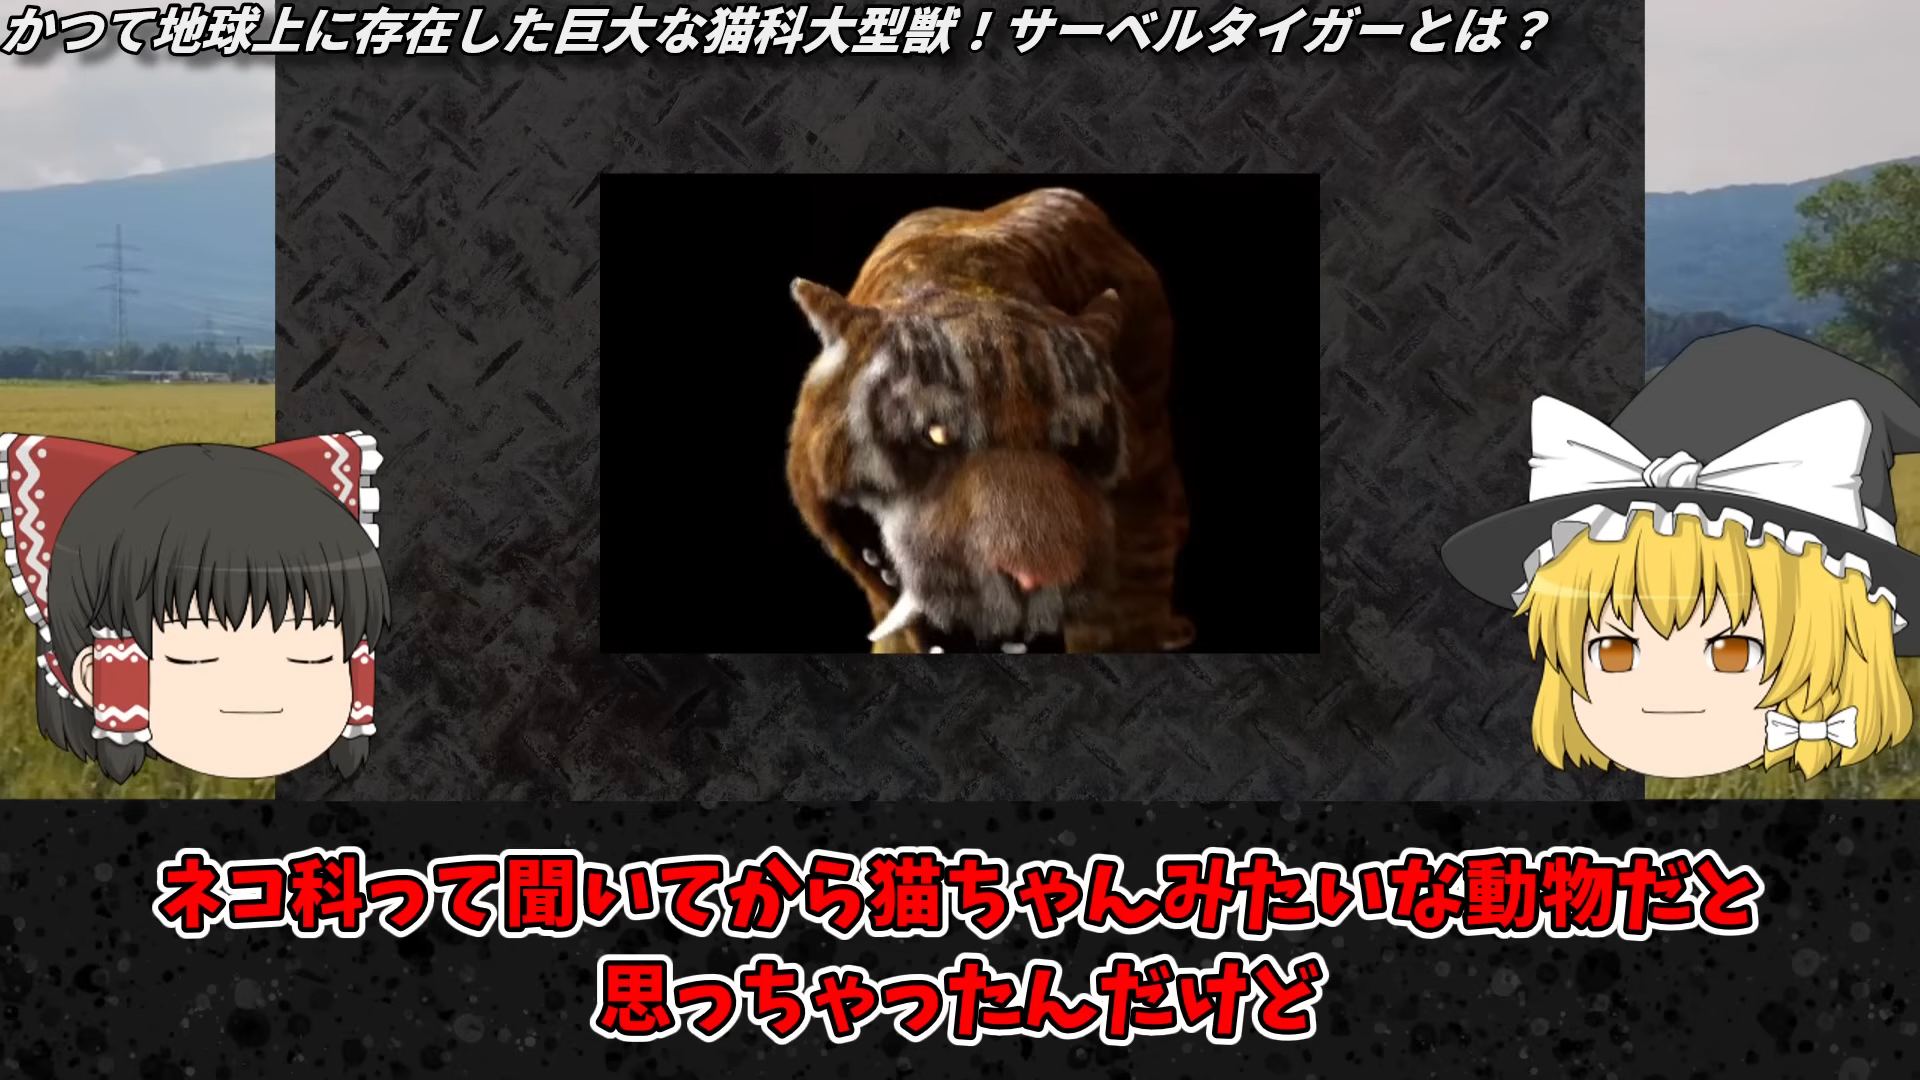 かつて地球上に存在した巨大な猫科大型獣！サーベルタイガーとは？
ネコ科って聞いてから猫ちゃんみたいな動物だと
思っちゃったんだけど